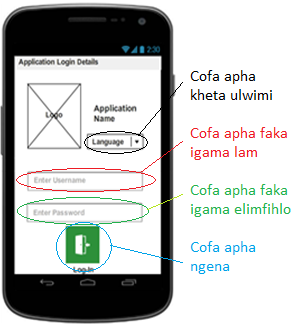 2:30
Application Login Details
Logo
Application
Name
Language
Enter Username
Enter Password
Log-In
Cofa apha
kheta ulwimi
Cofa apha faka
igama lam
Cofa apha faka
igama elimfihlo
Cofa apha
ngena